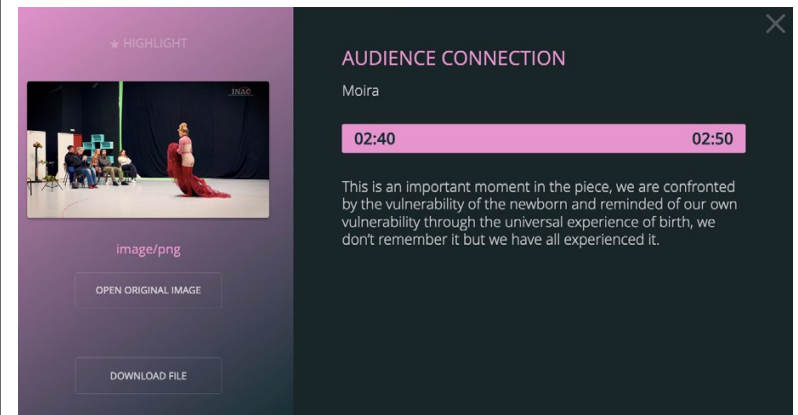 ★ HIGHLIGHT
INAC
image/png
OPEN ORIGINAL IMAGE
DOWNLOAD FILE
AUDIENCE CONNECTION
Moira
02:40 02:50
This is an important moment in the piece, we are confronted
by the vulnerability of the newborn and reminded of our own
vulnerability through the universal experience of birth, we
don’t remember it but we have all experienced it.